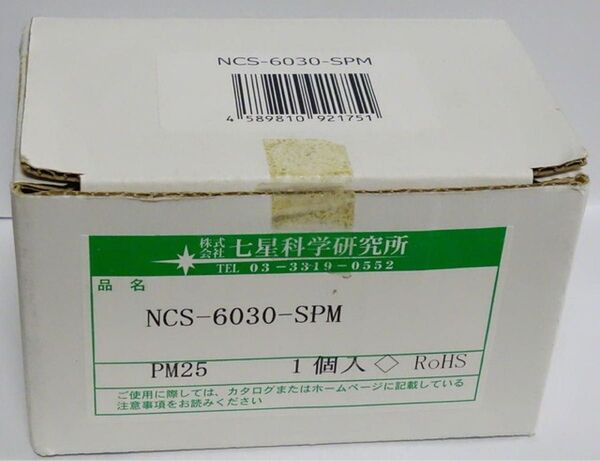 NCS-6030-SPM
4 589810 921751
株式会社 七星科学研究所
TEL 03-3319-0552
品 名
NCS-6030-SPM
PM25 1個入◇ RoHS
ご使用に際しては、カタログまたはホームページに記載している
注意事項をお読みください